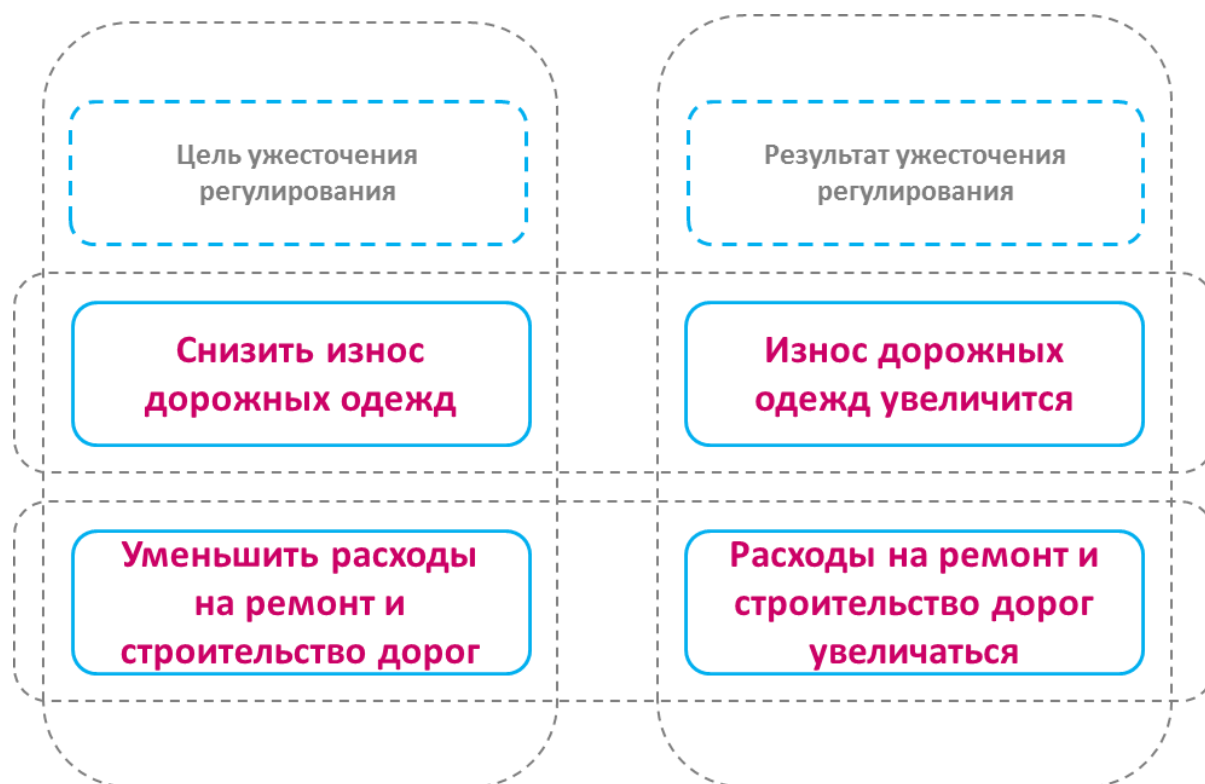 Цель ужесточения
регулирования
Результат ужесточения
регулирования
Снизить износ
дорожных одежд
Износ дорожных
одежд увеличится
Уменьшить расходы
на ремонт и
строительство дорог
Расходы на ремонт и
строительство дорог
увеличаться